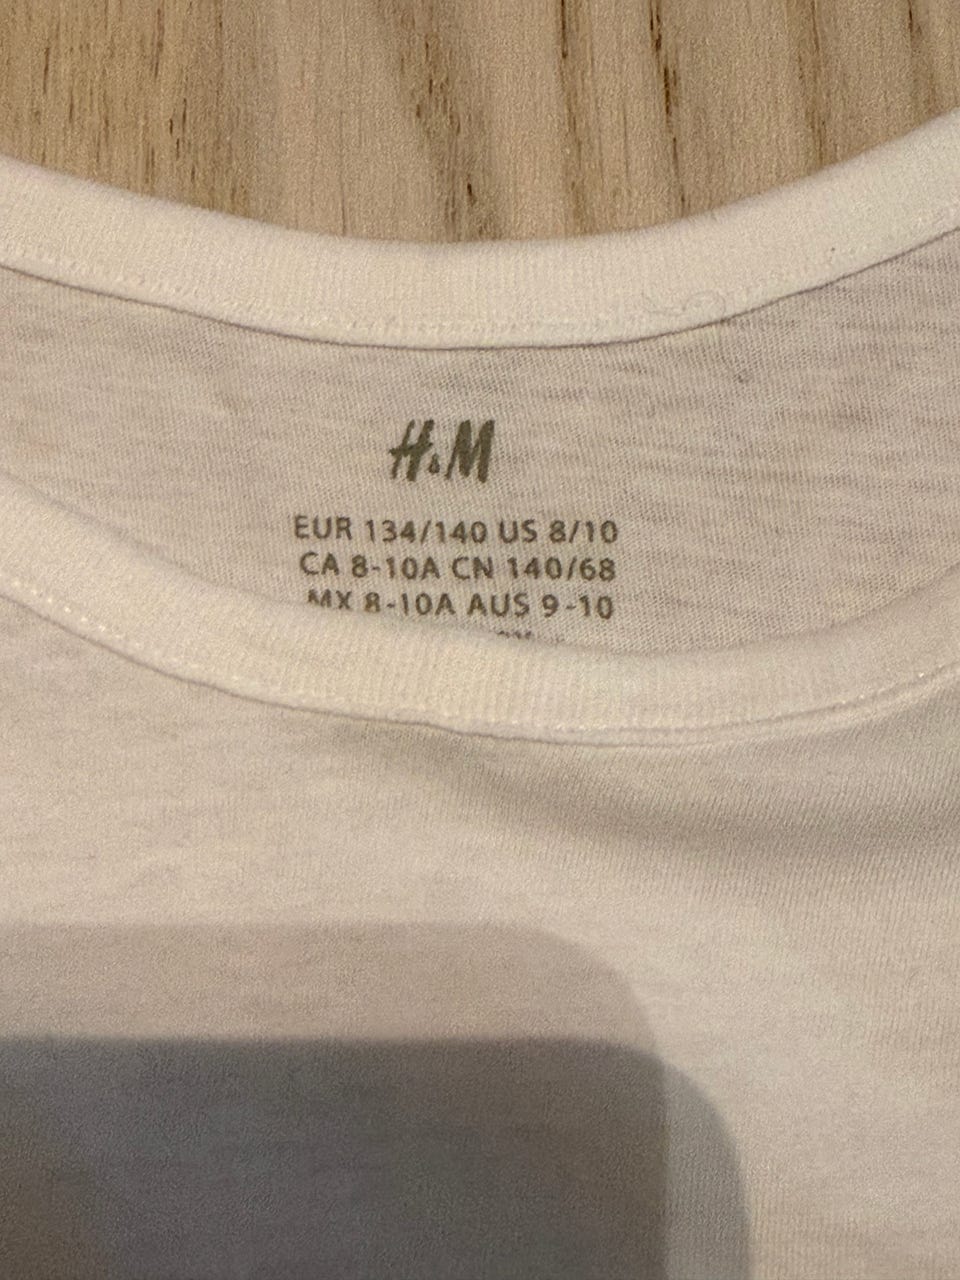 H&M
EUR 134/140 US 8/10
CA 8-10A CN 140/68
MX 8-10A AUS 9-10